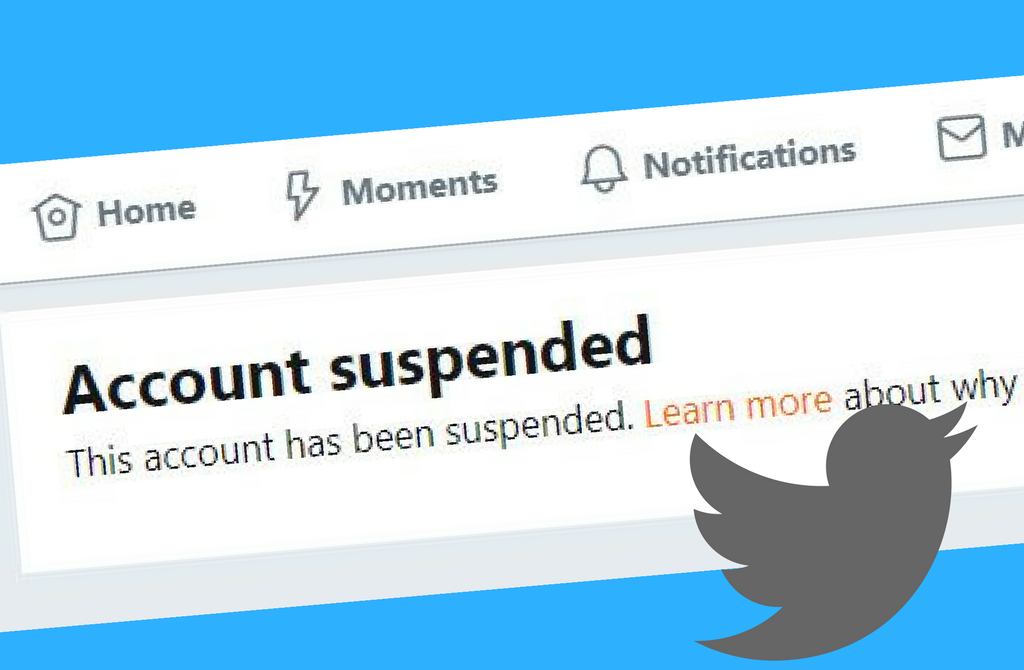 Home Moments Notifications M
Account suspended
This account has been suspended. Learn more about why